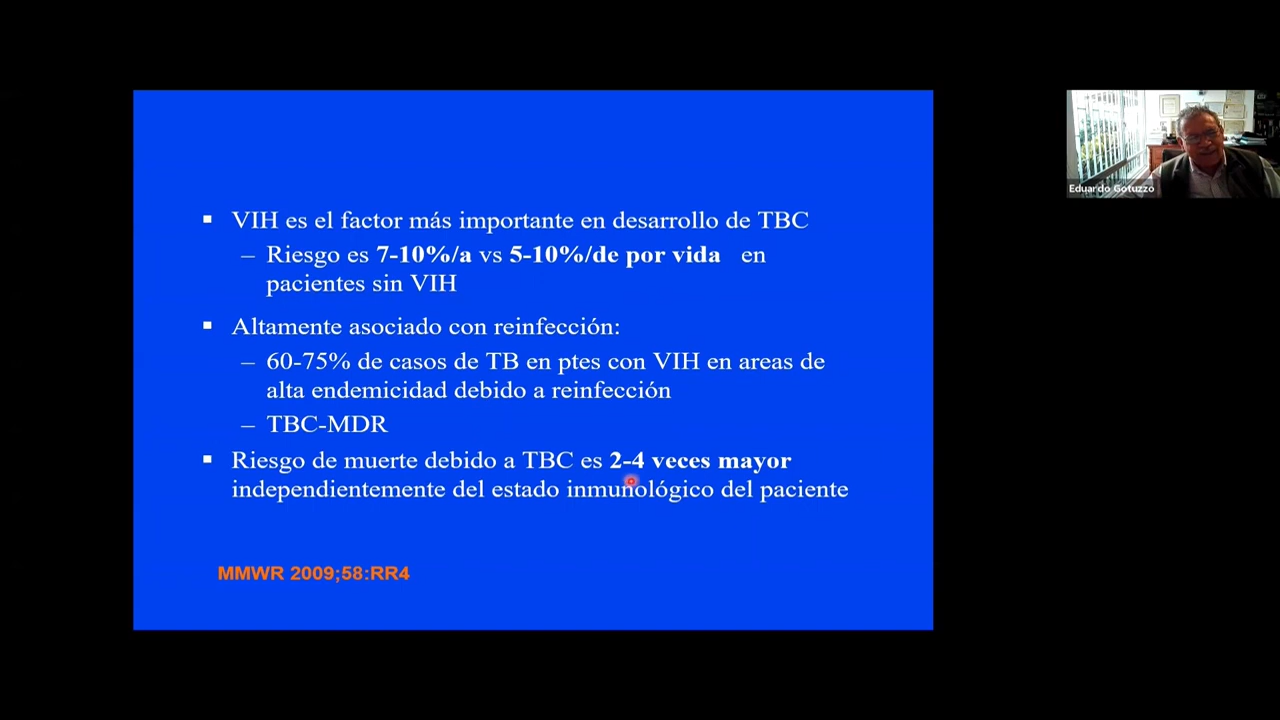 ▪ VIH es el factor más importante en desarrollo de TBC
– Riesgo es 7-10%/a vs 5-10%/de por vida en
pacientes sin VIH
▪ Altamente asociado con reinfección:
– 60-75% de casos de TB en ptes con VIH en areas de
alta endemicidad debido a reinfección
– TBC-MDR
▪ Riesgo de muerte debido a TBC es 2-4 veces mayor
independientemente del estado inmunológico del paciente
MMWR 2009;58:RR4
Eduardo Gotuzzo